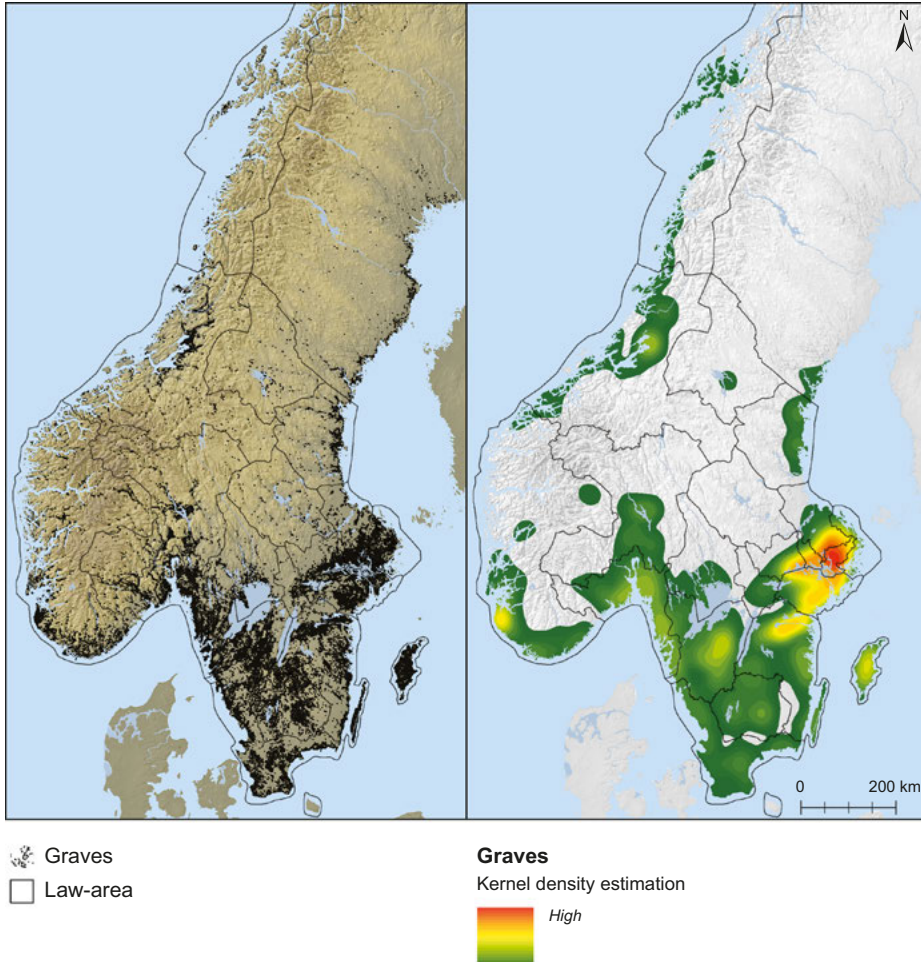 N
0 200 km
Graves
Law-area
Graves
Kernel density estimation
High